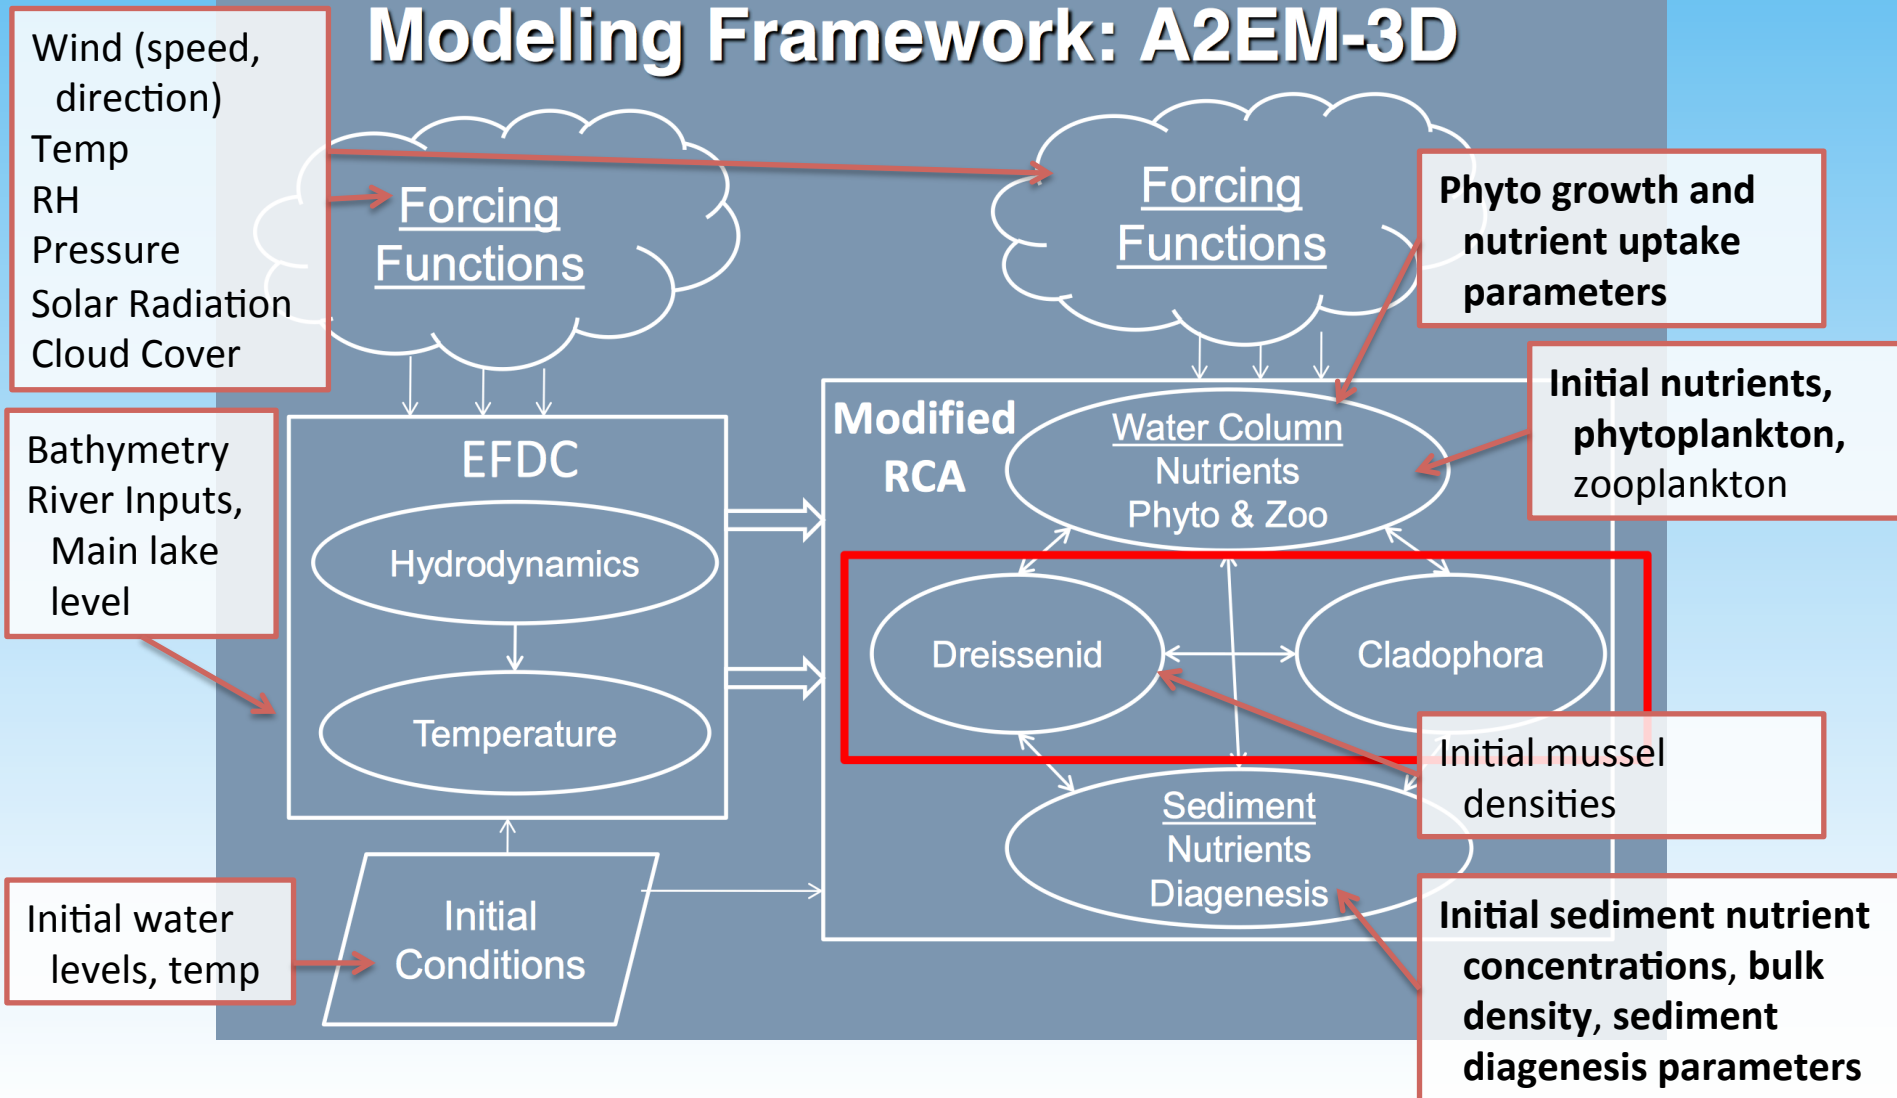 Modeling Framework: A2EM-3D
Wind (speed,
direction)
Temp
RH
Pressure
Solar Radiation
Cloud Cover
Forcing
Functions
Forcing
Functions
Phyto growth and
nutrient uptake
parameters
Initial nutrients,
phytoplankton,
zooplankton
Bathymetry
River Inputs,
Main lake
level
EFDC
Hydrodynamics
Temperature
Modified
RCA
Water Column
Nutrients
Phyto & Zoo
Dreissenid
Cladophora
Initial mussel
densities
Sediment
Nutrients
Diagenesis
Initial water
levels, temp
Initial
Conditions
Initial sediment nutrient
concentrations, bulk
density, sediment
diagenesis parameters